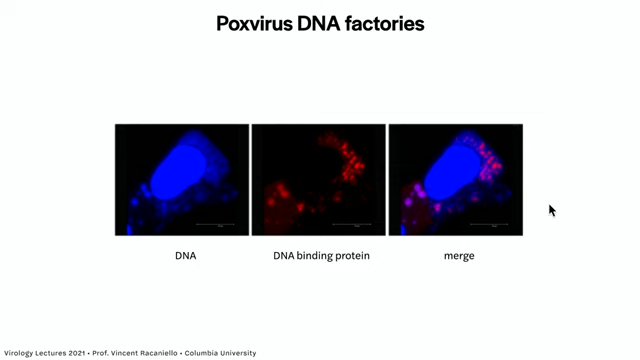 Poxvirus DNA factories
DNA
DNA binding protein
merge
Virology Lectures 2021 • Prof. Vincent Racaniello • Columbia University